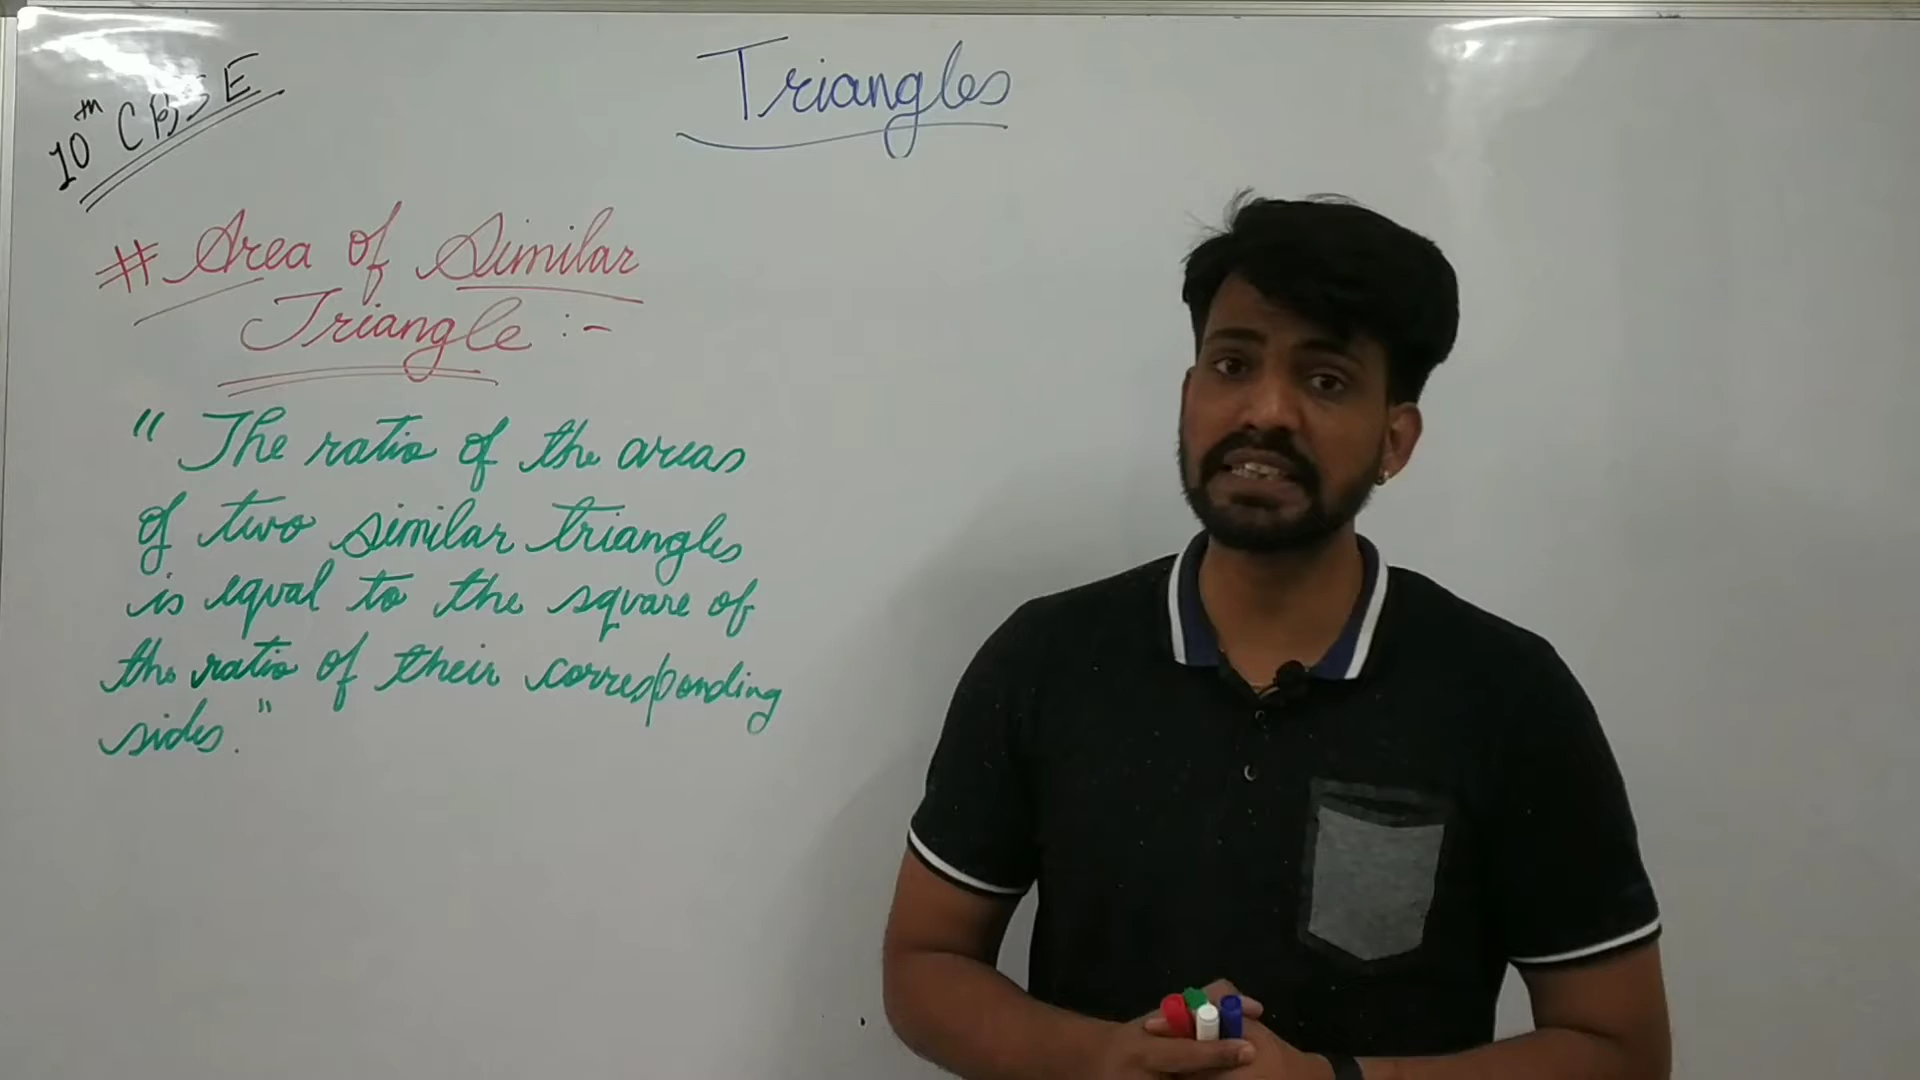 10th CBSE
Triangles
# Area of Similar
Triangle :-
" The ratio of the areas
of two similar triangles
is equal to the square of
the ratio of their corresponding
sides. "